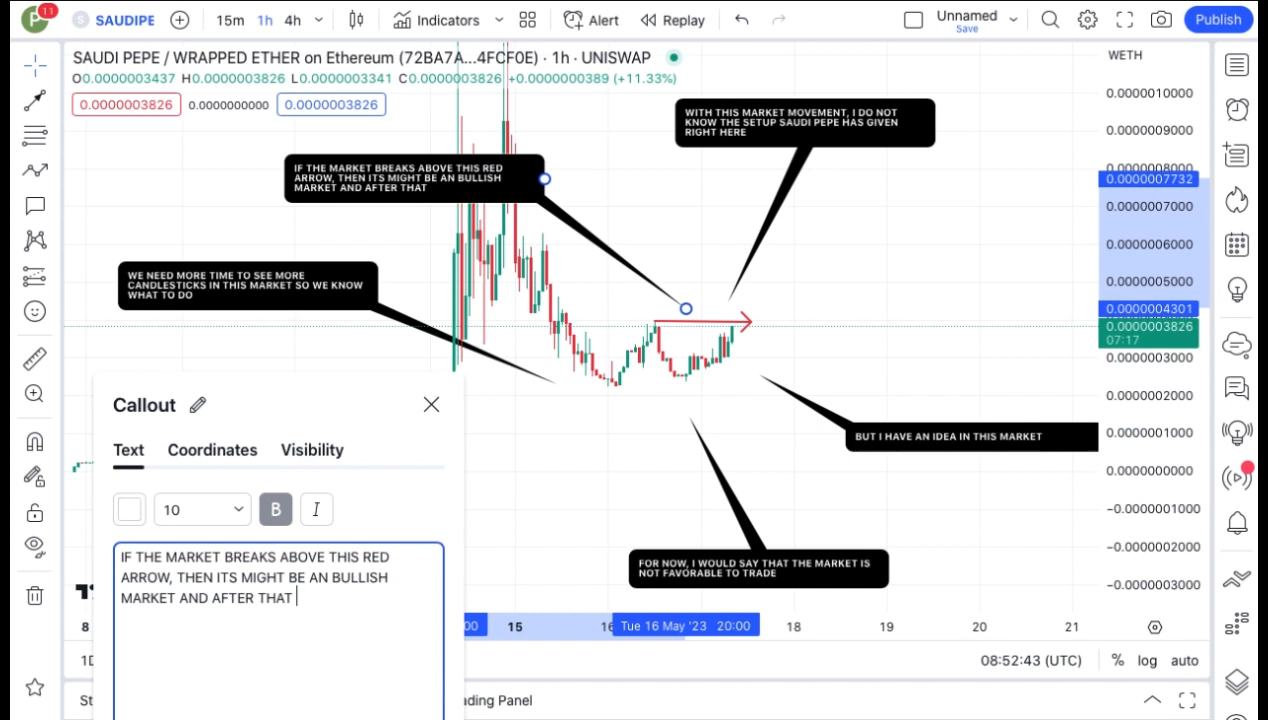 P 11 S SAUDIPE 15m 1h 4h Indicators Alert Replay Unnamed Save Publish
SAUDI PEPE / WRAPPED ETHER on Ethereum (72BA7A...4FCF0E) · 1h · UNISWAP
WETH
O0.0000003437 H0.0000003826 L0.0000003341 C0.0000003826 +0.0000000389 (+11.33%)
0.0000003826 0.0000000000 0.0000003826
0.0000010000
0.0000009000
0.0000008000
0.0000007732
0.0000007000
0.0000006000
0.0000005000
0.0000004301
0.0000003826
07:17
0.0000003000
0.0000002000
0.0000001000
0.0000000000
−0.0000001000
−0.0000002000
−0.0000003000
WITH THIS MARKET MOVEMENT, I DO NOT
KNOW THE SETUP SAUDI PEPE HAS GIVEN
RIGHT HERE
IF THE MARKET BREAKS ABOVE THIS RED
ARROW, THEN ITS MIGHT BE AN BULLISH
MARKET AND AFTER THAT
WE NEED MORE TIME TO SEE MORE
CANDLESTICKS IN THIS MARKET SO WE KNOW
WHAT TO DO
BUT I HAVE AN IDEA IN THIS MARKET
FOR NOW, I WOULD SAY THAT THE MARKET IS
NOT FAVORABLE TO TRADE
Callout
Text Coordinates Visibility
10 B I
IF THE MARKET BREAKS ABOVE THIS RED
ARROW, THEN ITS MIGHT BE AN BULLISH
MARKET AND AFTER THAT
8 00 15 16 Tue 16 May '23 20:00 18 19 20 21
1D 08:52:43 (UTC) % log auto
St ding Panel